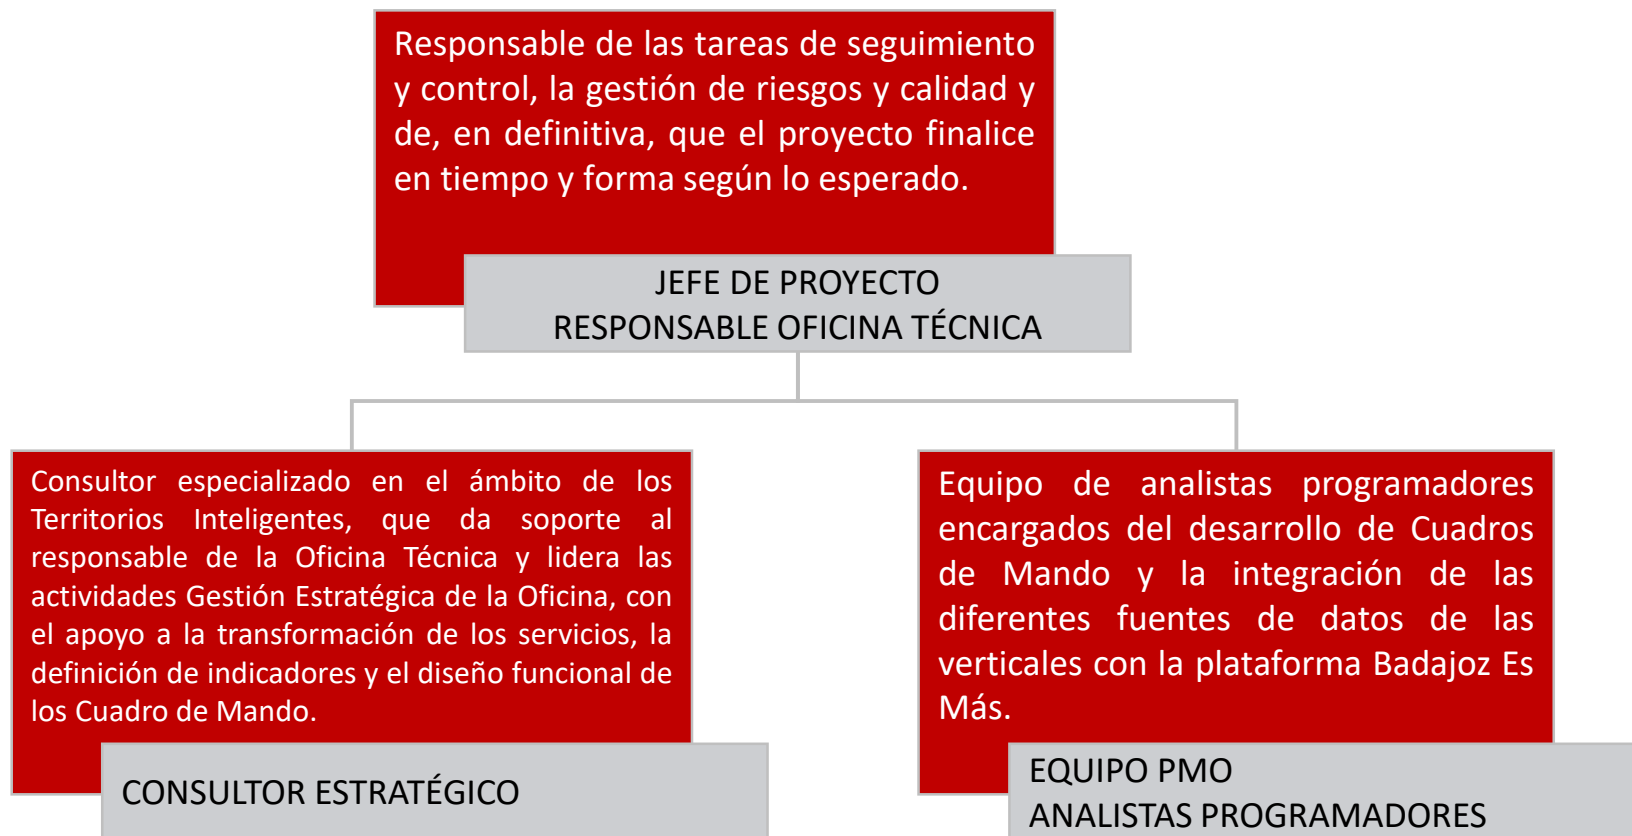 Responsable de las tareas de seguimiento
y control, la gestión de riesgos y calidad y
de, en definitiva, que el proyecto finalice
en tiempo y forma según lo esperado.
JEFE DE PROYECTO
RESPONSABLE OFICINA TÉCNICA
Consultor especializado en el ámbito de los
Territorios Inteligentes, que da soporte al
responsable de la Oficina Técnica y lidera las
actividades Gestión Estratégica de la Oficina, con
el apoyo a la transformación de los servicios, la
definición de indicadores y el diseño funcional de
los Cuadro de Mando.
CONSULTOR ESTRATÉGICO
Equipo de analistas programadores
encargados del desarrollo de Cuadros
de Mando y la integración de las
diferentes fuentes de datos de las
verticales con la plataforma Badajoz Es
Más.
EQUIPO PMO
ANALISTAS PROGRAMADORES